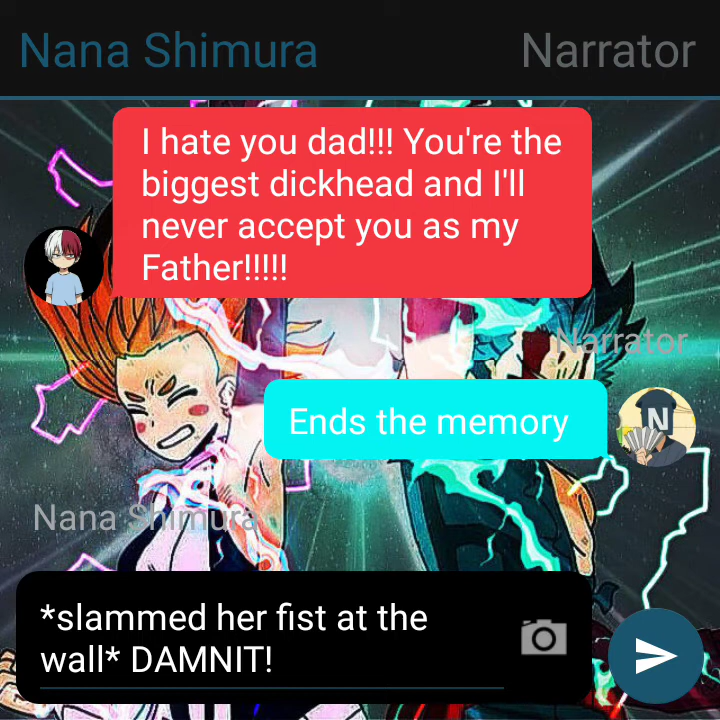 Nana Shimura Narrator
I hate you dad!!! You're the
biggest dickhead and I'll
never accept you as my
Father!!!!!
Narrator
Ends the memory
N
Nana Shimura
*slammed her fist at the
wall* DAMNIT!